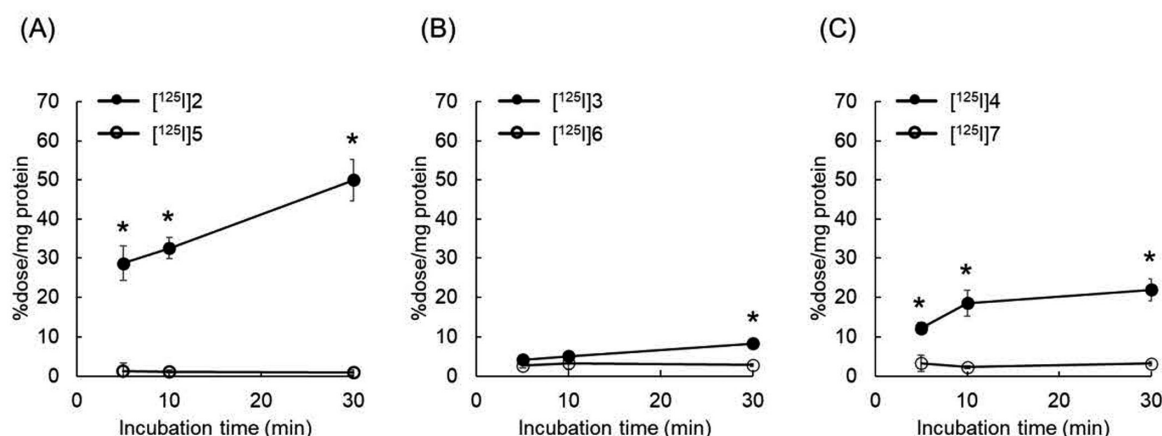 (A)
[¹²⁵I]2
[¹²⁵I]5
70
60
50
40
30
20
10
0
%dose/mg protein
*
*
*
0 10 20 30
Incubation time (min)
(B)
[¹²⁵I]3
[¹²⁵I]6
70
60
50
40
30
20
10
0
%dose/mg protein
*
0 10 20 30
Incubation time (min)
(C)
[¹²⁵I]4
[¹²⁵I]7
70
60
50
40
30
20
10
0
%dose/mg protein
*
*
*
0 10 20 30
Incubation time (min)